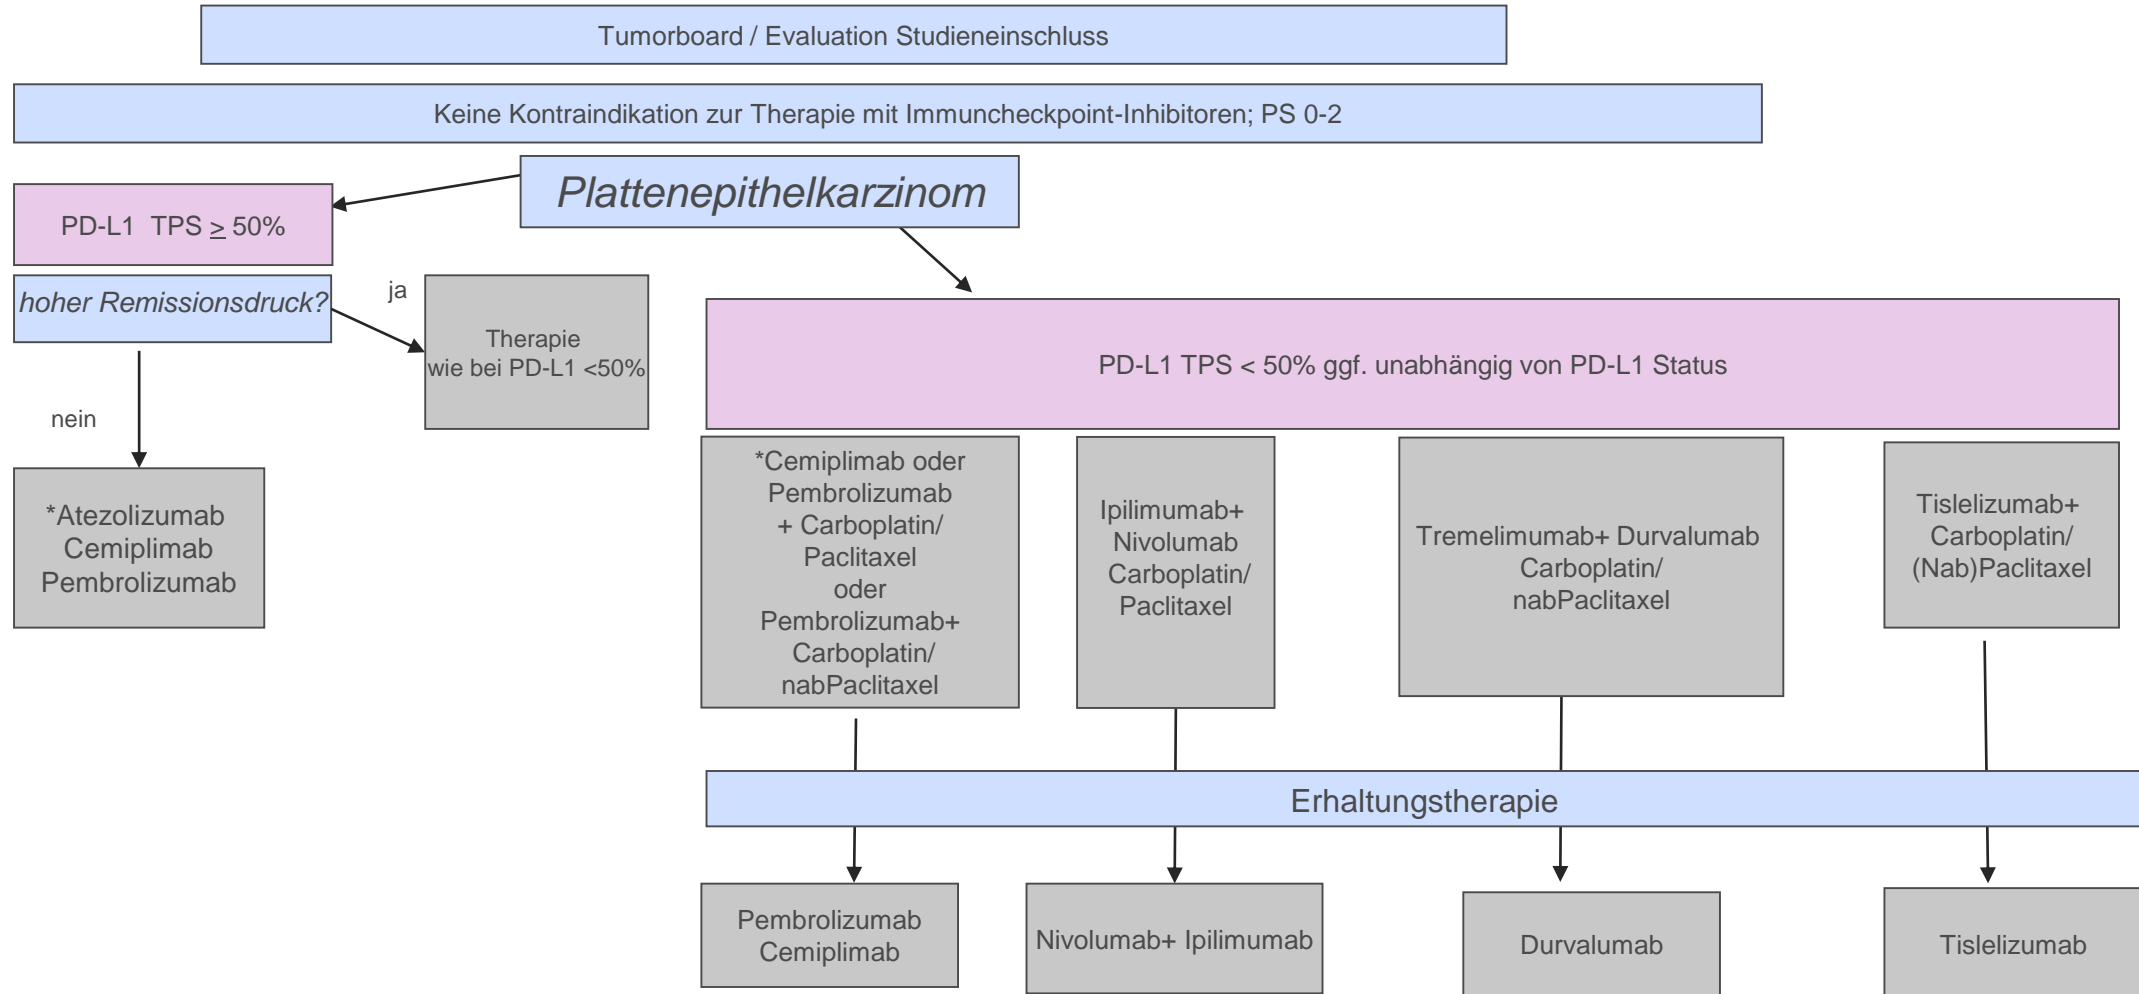 Tumorboard / Evaluation Studieneinschluss
Keine Kontraindikation zur Therapie mit Immuncheckpoint-Inhibitoren; PS 0-2
Plattenepithelkarzinom
PD-L1 TPS ≥ 50%
hoher Remissionsdruck?
ja
Therapie
wie bei PD-L1 <50%
nein
*Atezolizumab
Cemiplimab
Pembrolizumab
PD-L1 TPS < 50% ggf. unabhängig von PD-L1 Status
*Cemiplimab oder
Pembrolizumab
+ Carboplatin/
Paclitaxel
oder
Pembrolizumab+
Carboplatin/
nabPaclitaxel
Ipilimumab+
Nivolumab
Carboplatin/
Paclitaxel
Tremelimumab+ Durvalumab
Carboplatin/
nabPaclitaxel
Tislelizumab+
Carboplatin/
(Nab)Paclitaxel
Erhaltungstherapie
Pembrolizumab
Cemiplimab
Nivolumab+ Ipilimumab
Durvalumab
Tislelizumab